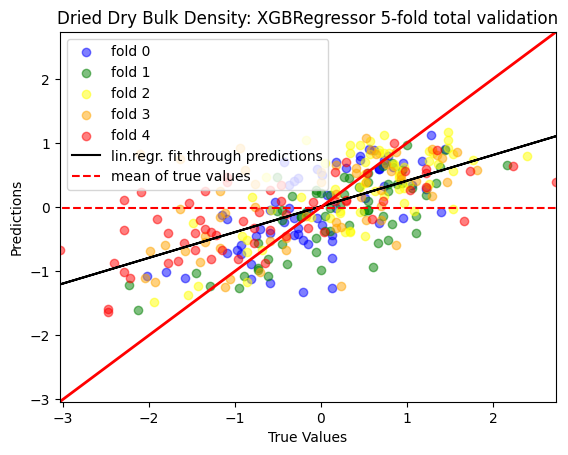 Dried Dry Bulk Density: XGBRegressor 5-fold total validation
fold 0
fold 1
fold 2
fold 3
fold 4
lin.regr. fit through predictions
mean of true values
Predictions
2
1
0
−1
−2
−3
−3
−2
−1
0
1
2
True Values